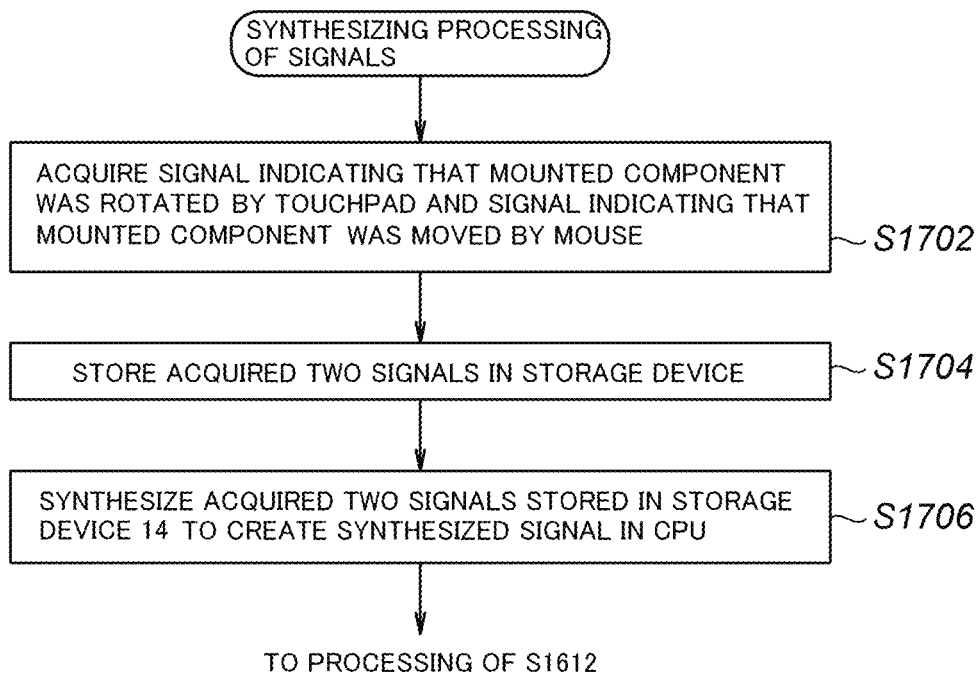 SYNTHESIZING PROCESSING
OF SIGNALS
ACQUIRE SIGNAL INDICATING THAT MOUNTED COMPONENT
WAS ROTATED BY TOUCHPAD AND SIGNAL INDICATING THAT
MOUNTED COMPONENT WAS MOVED BY MOUSE
S1702
STORE ACQUIRED TWO SIGNALS IN STORAGE DEVICE
S1704
SYNTHESIZE ACQUIRED TWO SIGNALS STORED IN STORAGE
DEVICE 14 TO CREATE SYNTHESIZED SIGNAL IN CPU
S1706
TO PROCESSING OF S1612